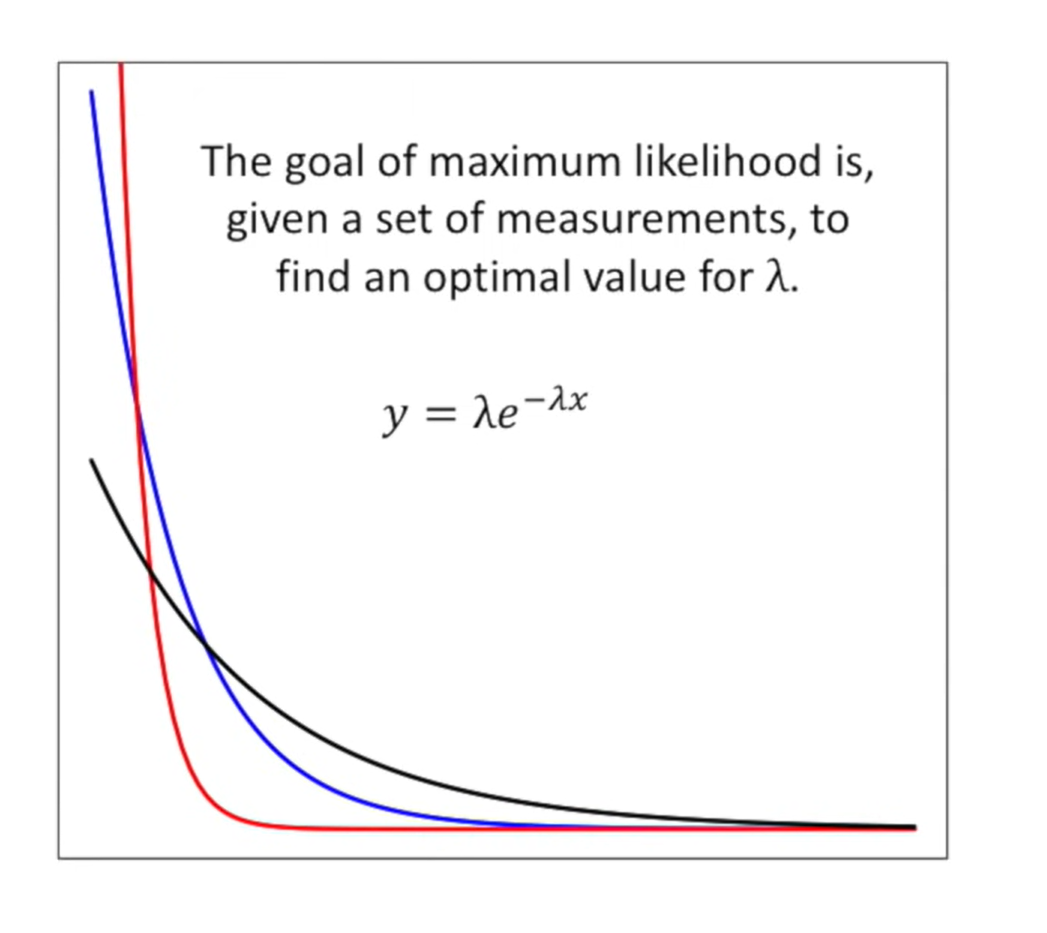 The goal of maximum likelihood is,
given a set of measurements, to
find an optimal value for λ.
y = λe^{−λx}